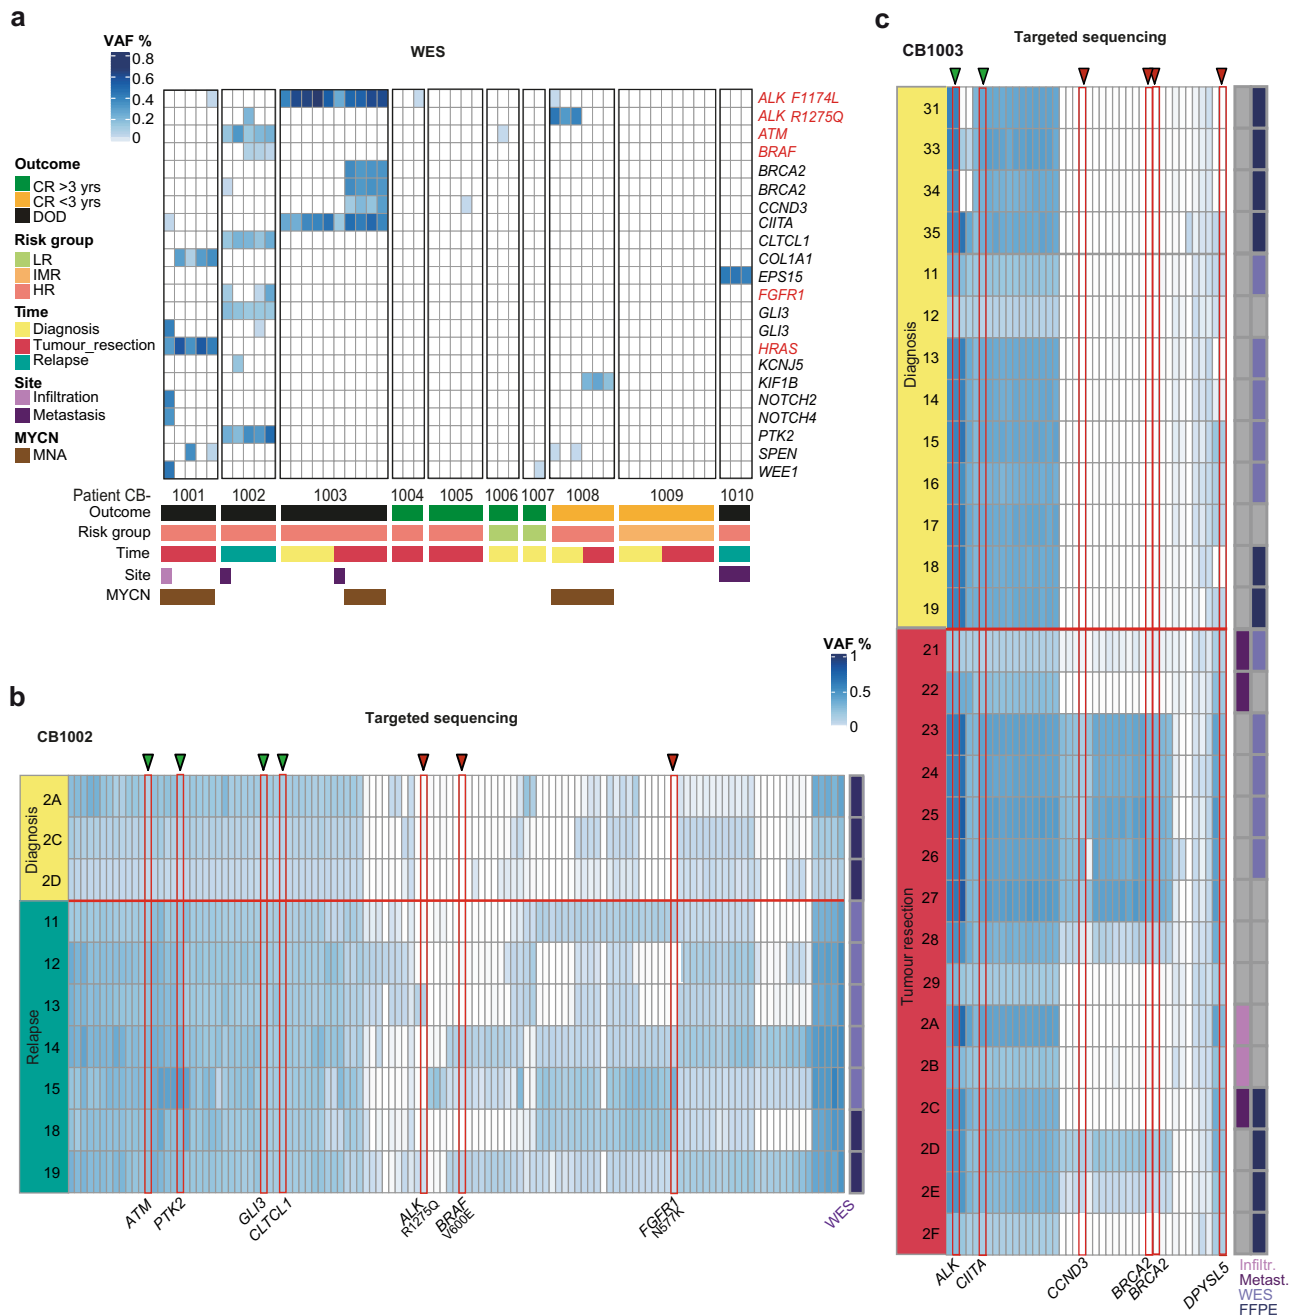 a
VAF %
0.8
0.6
0.4
0.2
0
WES
Outcome
CR >3 yrs
CR <3 yrs
DOD
Risk group
LR
IMR
HR
Time
Diagnosis
Tumour_resection
Relapse
Site
Infiltration
Metastasis
MYCN
MNA
ALK F1174L
ALK R1275Q
ATM
BRAF
BRCA2
BRCA2
CCND3
CIITA
CLTCL1
COL1A1
EPS15
FGFR1
GLI3
GLI3
HRAS
KCNJ5
KIF1B
NOTCH2
NOTCH4
PTK2
SPEN
WEE1
Patient CB- 1001 1002 1003 1004 1005 1006 1007 1008 1009 1010
Outcome
Risk group
Time
Site
MYCN
VAF %
1
0.5
0
b
Targeted sequencing
CB1002
Diagnosis
2A
2C
2D
Relapse
11
12
13
14
15
18
19
ATM
PTK2
GLI3
CLTCL1
ALK
R1275Q
BRAF
V600E
FGFR1
N577K
WES
c
Targeted sequencing
CB1003
Diagnosis
31
33
34
35
11
12
13
14
15
16
17
18
19
Tumour resection
21
22
23
24
25
26
27
28
29
2A
2B
2C
2D
2E
2F
ALK
CIITA
CCND3
BRCA2
BRCA2
DPYSL5
Infiltr.
Metast.
WES
FFPE